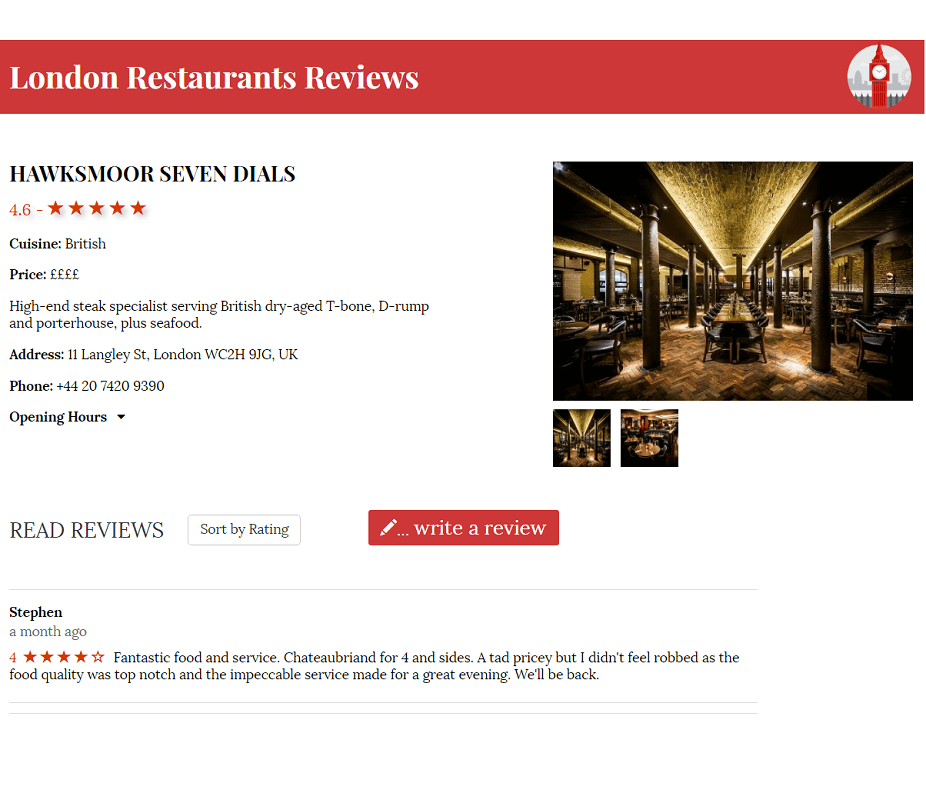 London Restaurants Reviews
HAWKSMOOR SEVEN DIALS
4.6 - ★★★★★
Cuisine: British
Price: ££££
High-end steak specialist serving British dry-aged T-bone, D-rump
and porterhouse, plus seafood.
Address: 11 Langley St, London WC2H 9JG, UK
Phone: +44 20 7420 9390
Opening Hours
READ REVIEWS
Sort by Rating
... write a review
Stephen
a month ago
4 ★★★★☆ Fantastic food and service. Chateaubriand for 4 and sides. A tad pricey but I didn't feel robbed as the
food quality was top notch and the impeccable service made for a great evening. We'll be back.